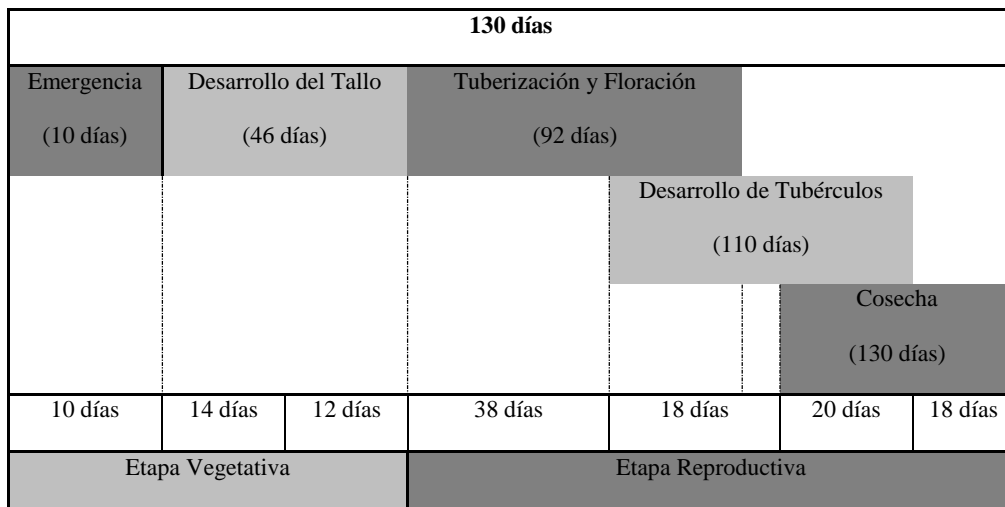 130 días
Emergencia
(10 días)
Desarrollo del Tallo
(46 días)
Tuberización y Floración
(92 días)
Desarrollo de Tubérculos
(110 días)
Cosecha
(130 días)
10 días
14 días
12 días
38 días
18 días
20 días
18 días
Etapa Vegetativa
Etapa Reproductiva